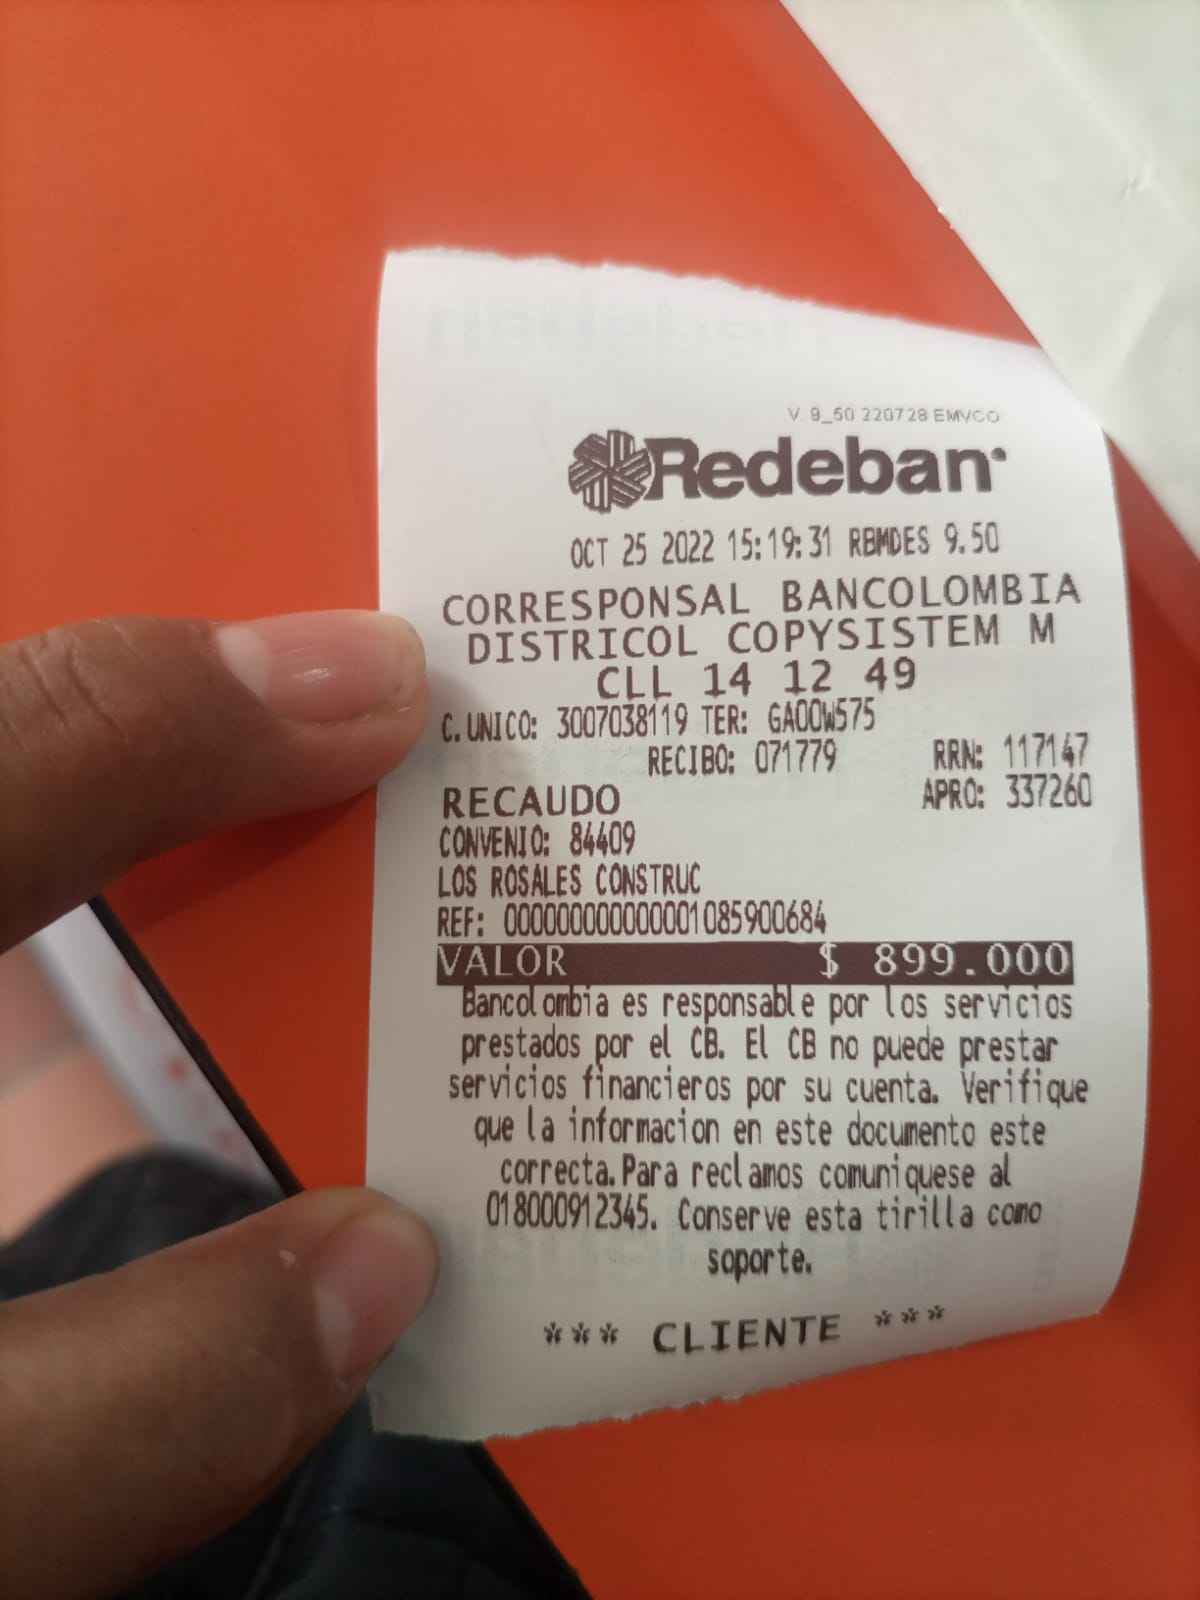 V 9_50 220728 EMVCO
Redeban
OCT 25 2022 15:19:31 RBMDES 9.50
CORRESPONSAL BANCOLOMBIA
DISTRICOL COPYSISTEM M
CLL 14 12 49
C. UNICO: 3007038119 TER: GAOOW575
RECIBO: 071779 RRN: 117147
RECAUDO APRO: 337260
CONVENIO: 84409
LOS ROSALES CONSTRUC
REF: 00000000000001085900684
VALOR $ 899.000
Bancolombia es responsable por los servicios
prestados por el CB. El CB no puede prestar
servicios financieros por su cuenta. Verifique
que la informacion en este documento este
correcta.Para reclamos comuniquese al
018000912345. Conserve esta tirilla como
soporte.
*** CLIENTE ***